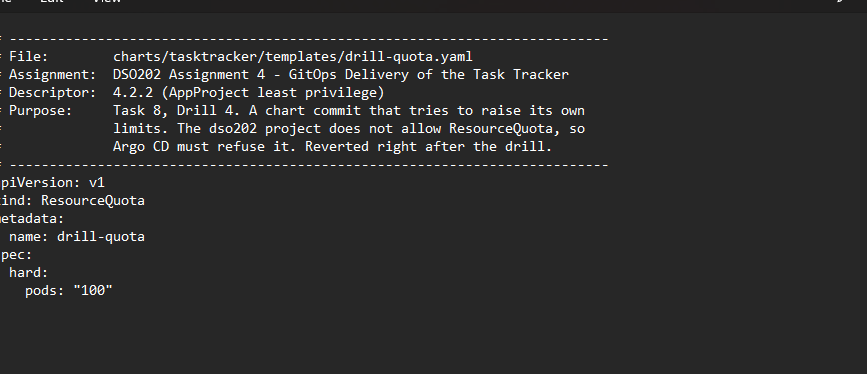 # -------------------------------------------------------------------------
# File:        charts/tasktracker/templates/drill-quota.yaml
# Assignment:  DSO202 Assignment 4 - GitOps Delivery of the Task Tracker
# Descriptor:  4.2.2 (AppProject least privilege)
# Purpose:     Task 8, Drill 4. A chart commit that tries to raise its own
#              limits. The dso202 project does not allow ResourceQuota, so
#              Argo CD must refuse it. Reverted right after the drill.
# -------------------------------------------------------------------------
piVersion: v1
ind: ResourceQuota
etadata:
  name: drill-quota
pec:
  hard:
    pods: "100"